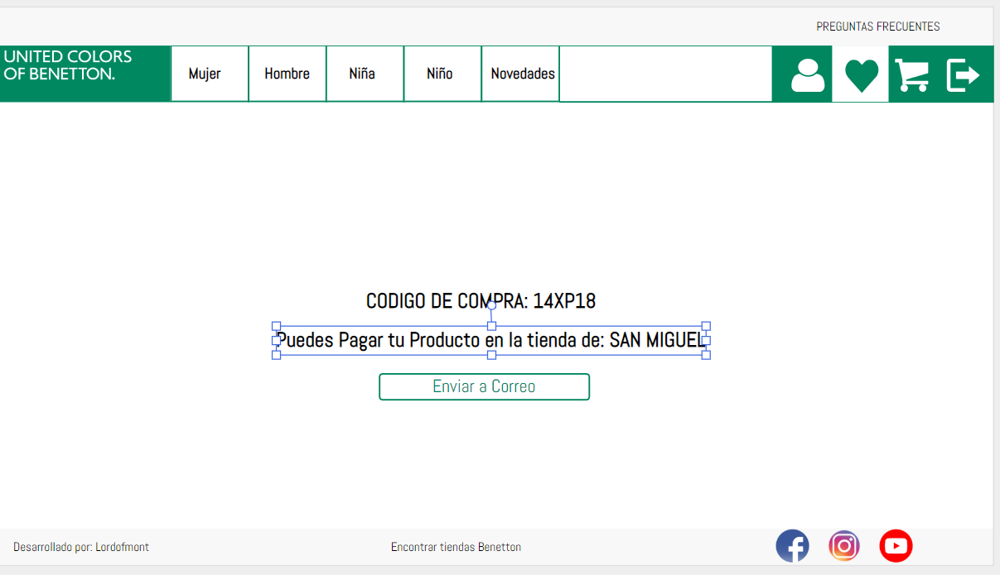 PREGUNTAS FRECUENTES
UNITED COLORS
OF BENETTON.
Mujer
Hombre
Niña
Niño
Novedades
CODIGO DE COMPRA: 14XP18
Puedes Pagar tu Producto en la tienda de: SAN MIGUEL
Enviar a Correo
Desarrollado por: Lordofmont
Encontrar tiendas Benetton